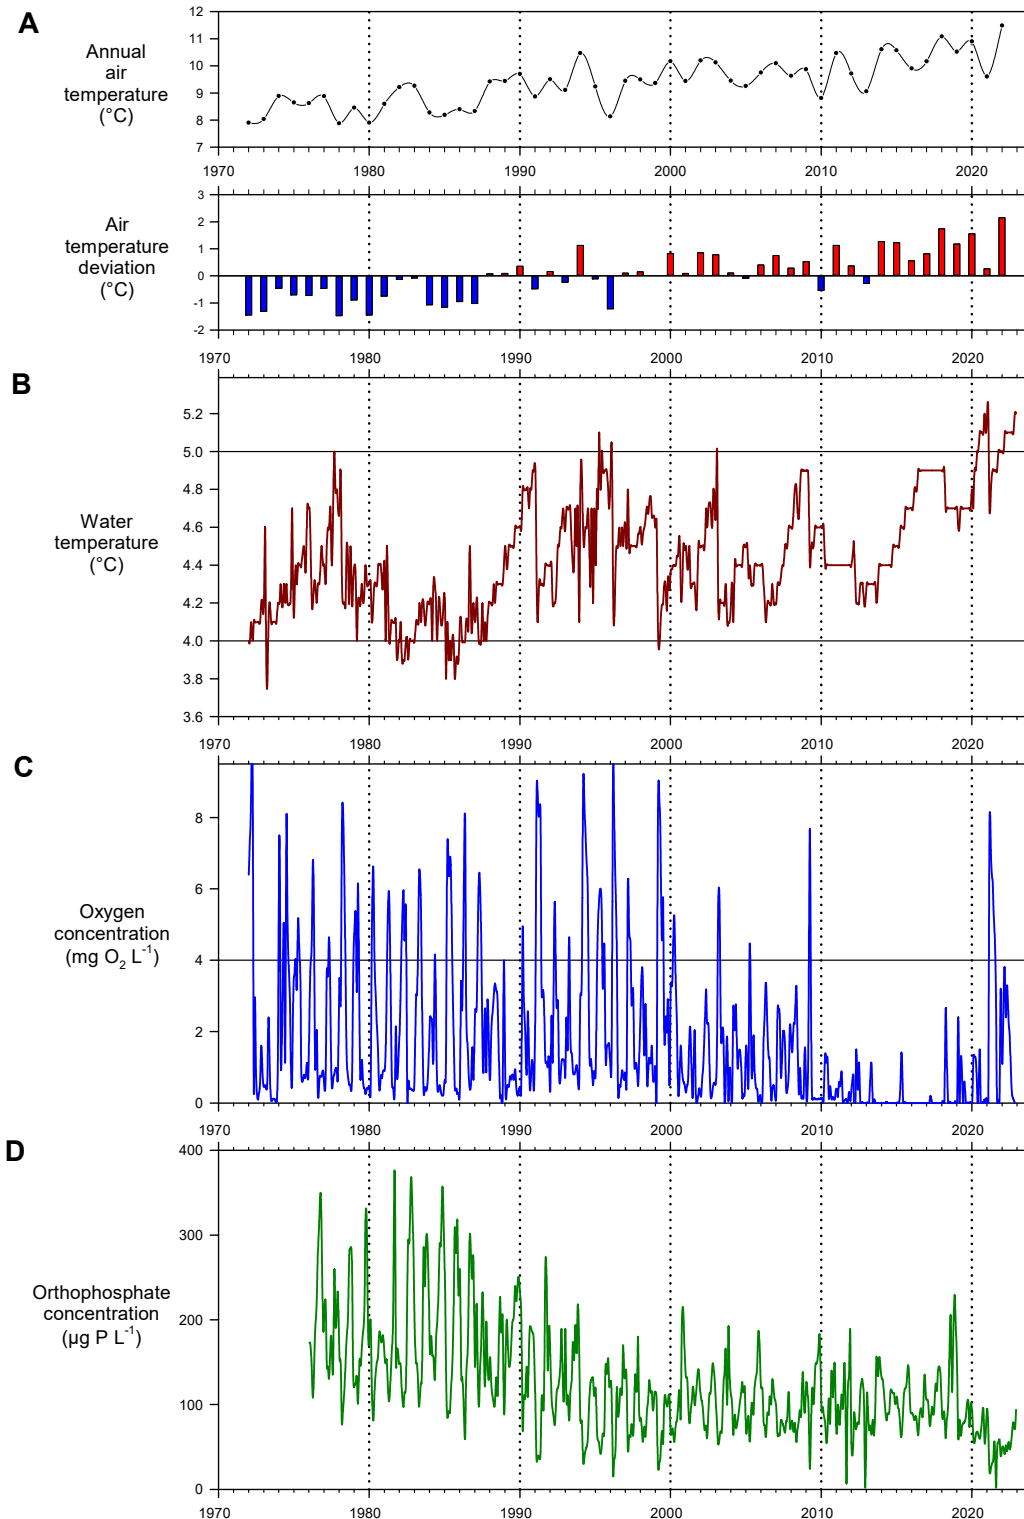 A
Annual
air
temperature
(°C)
12
11
10
9
8
7
1970 1980 1990 2000 2010 2020
Air
temperature
deviation
(°C)
3
2
1
0
-1
-2
1970 1980 1990 2000 2010 2020
B
Water
temperature
(°C)
5.2
5.0
4.8
4.6
4.4
4.2
4.0
3.8
3.6
1970 1980 1990 2000 2010 2020
C
Oxygen
concentration
(mg O2 L-1)
8
6
4
2
0
1970 1980 1990 2000 2010 2020
D
Orthophosphate
concentration
(µg P L-1)
400
300
200
100
0
1970 1980 1990 2000 2010 2020